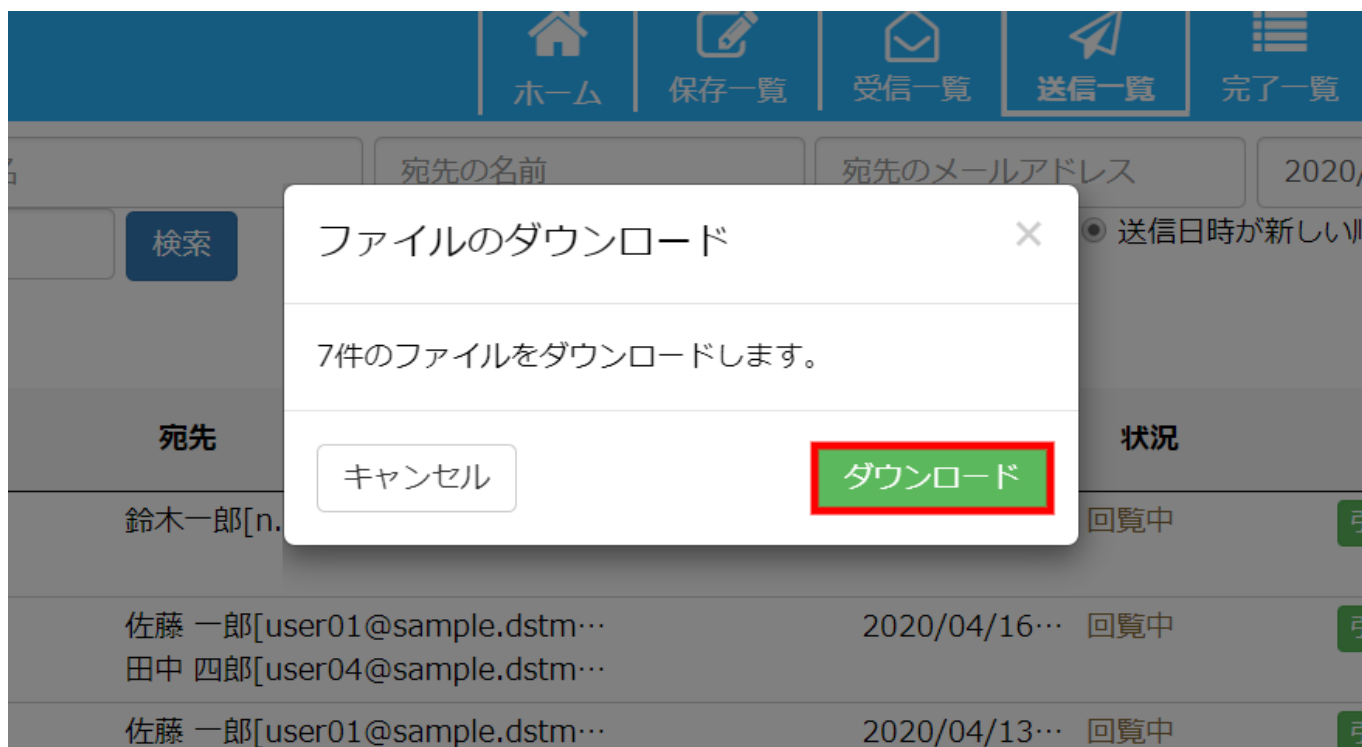 ホーム
保存一覧
受信一覧
送信一覧
完了一覧
宛先の名前
宛先のメールアドレス
2020/
検索
送信日時が新しい
ファイルのダウンロード
×
7件のファイルをダウンロードします。
キャンセル
ダウンロード
宛先
状況
鈴木一郎[n.
回覧中
佐藤 一郎[user01@sample.dstm…
2020/04/16…
回覧中
田中 四郎[user04@sample.dstm…
佐藤 一郎[user01@sample.dstm…
2020/04/13…
回覧中